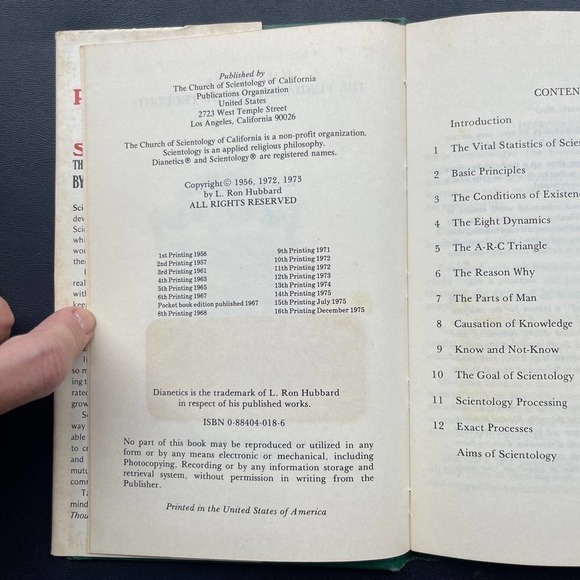 Published by
The Church of Scientology of California
Publications Organization
United States
2723 West Temple Street
Los Angeles, California 90026
The Church of Scientology of California is a non-profit organization.
Scientology is an applied religious philosophy.
Dianetics® and Scientology® are registered names.
Copyright © 1956, 1972, 1973
by L. Ron Hubbard
ALL RIGHTS RESERVED
1st Printing 1956
2nd Printing 1957
3rd Printing 1961
4th Printing 1963
5th Printing 1965
6th Printing 1967
Pocket book edition published 1967
8th Printing 1968
9th Printing 1971
10th Printing 1972
11th Printing 1972
12th Printing 1973
13th Printing 1974
14th Printing 1975
15th Printing July 1975
16th Printing December 1975
Dianetics is the trademark of L. Ron Hubbard
in respect of his published works.
ISBN 0-88404-018-6
No part of this book may be reproduced or utilized in any
form or by any means electronic or mechanical, including
Photocopying, Recording or by any information storage and
retrieval system, without permission in writing from the
Publisher.
Printed in the United States of America
CONTEN
Introduction
1 The Vital Statistics of Scie
2 Basic Principles
3 The Conditions of Existen
4 The Eight Dynamics
5 The A-R-C Triangle
6 The Reason Why
7 The Parts of Man
8 Causation of Knowledge
9 Know and Not-Know
10 The Goal of Scientology
11 Scientology Processing
12 Exact Processes
Aims of Scientology